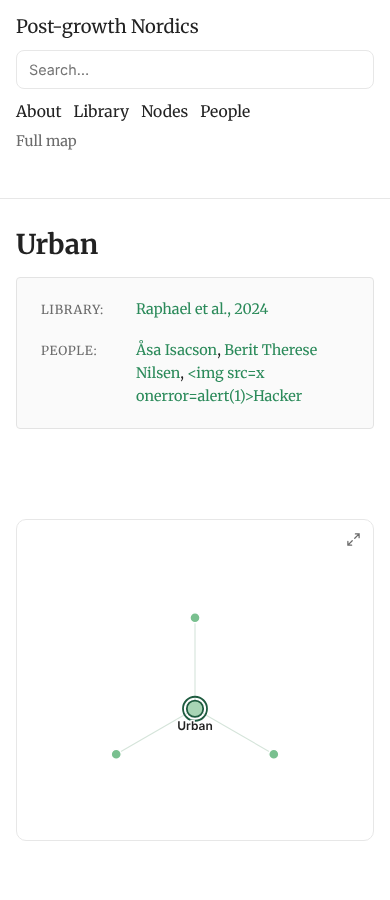 Post-growth Nordics
Search...
About Library Nodes People
Full map
Urban
LIBRARY: Raphael et al., 2024
PEOPLE: Åsa Isacson, Berit Therese
Nilsen, <img src=x
onerror=alert(1)>Hacker
Urban